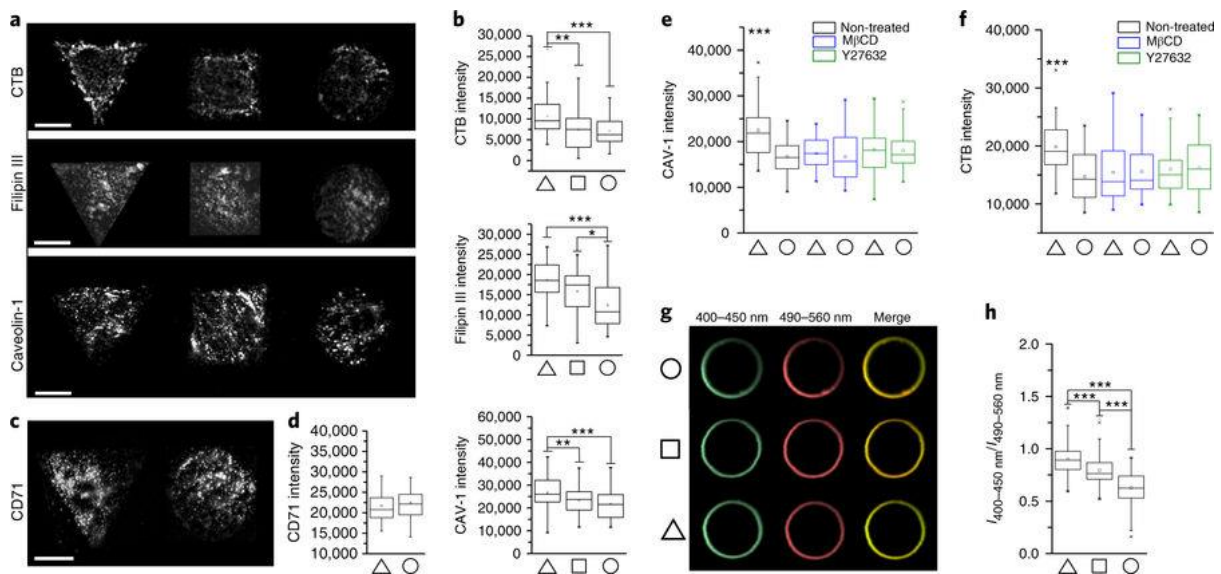 a
CTB
Filipin III
Caveolin-1
b
***
**
30,000
25,000
20,000
15,000
10,000
5,000
0
CTB intensity
***
*
30,000
25,000
20,000
15,000
10,000
5,000
0
Filipin III intensity
***
**
50,000
40,000
30,000
20,000
10,000
0
CAV-1 intensity
c
CD71
d
35,000
30,000
25,000
20,000
15,000
10,000
CD71 intensity
e
Non-treated
MβCD
Y27632
***
40,000
30,000
20,000
10,000
0
CAV-1 intensity
f
Non-treated
MβCD
Y27632
***
40,000
30,000
20,000
10,000
CTB intensity
g
400–450 nm 490–560 nm Merge
h
2.0
1.5
1.0
0.5
0.0
***
***
***
I400–450 nm/I490–560 nm